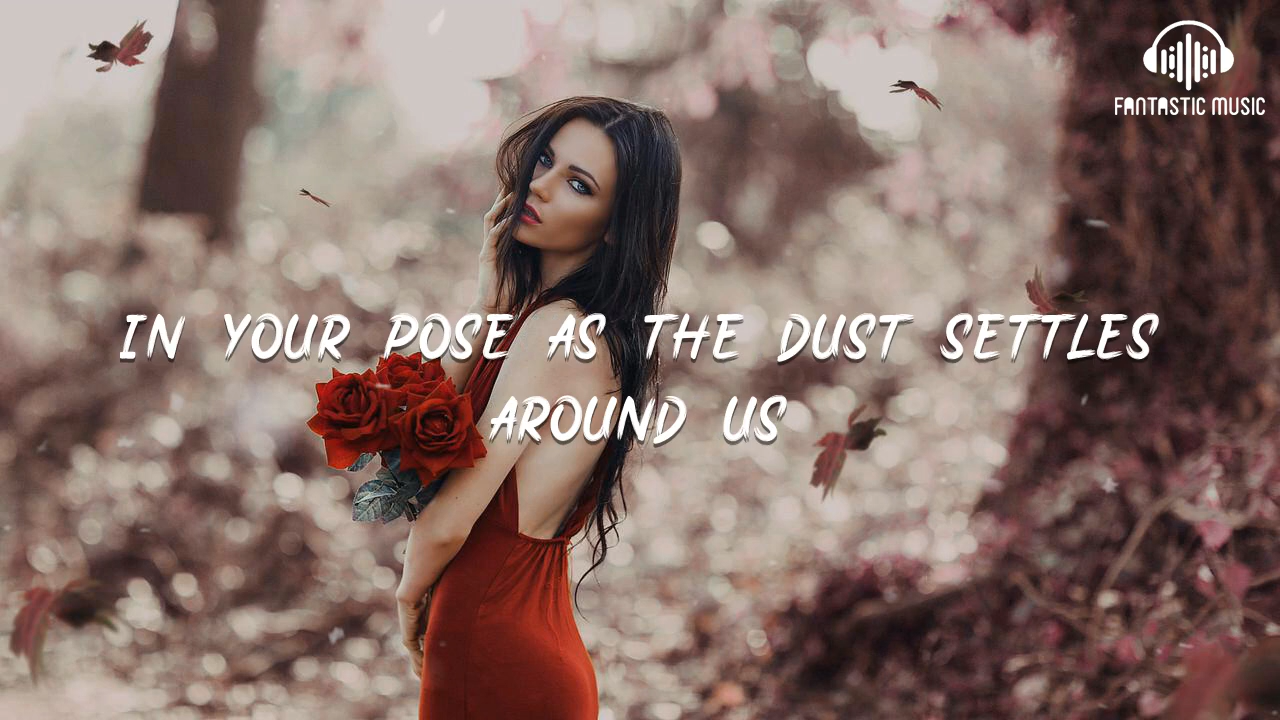 FANTASTIC MUSIC
IN YOUR POSE AS THE DUST SETTLES
AROUND US